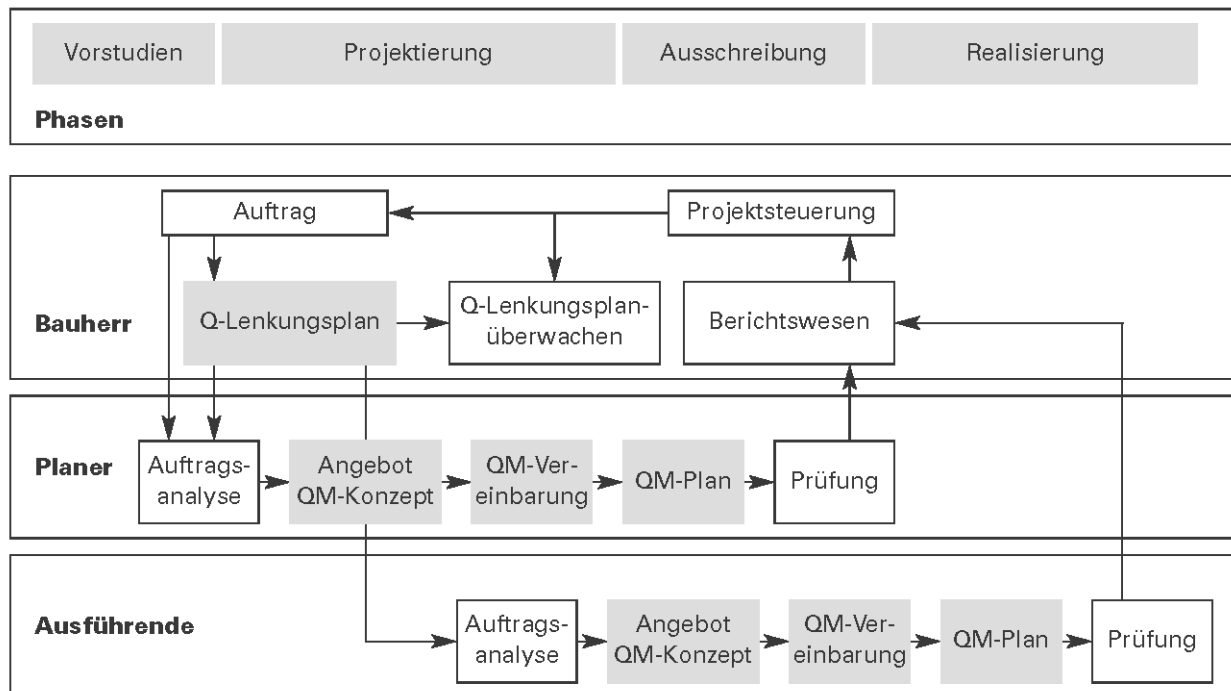 Vorstudien
Projektierung
Ausschreibung
Realisierung
Phasen
Auftrag
Projektsteuerung
Bauherr
Q-Lenkungsplan
Q-Lenkungsplan-
überwachen
Berichtswesen
Planer
Auftrags-
analyse
Angebot
QM-Konzept
QM-Ver-
einbarung
QM-Plan
Prüfung
Ausführende
Auftrags-
analyse
Angebot
QM-Konzept
QM-Ver-
einbarung
QM-Plan
Prüfung